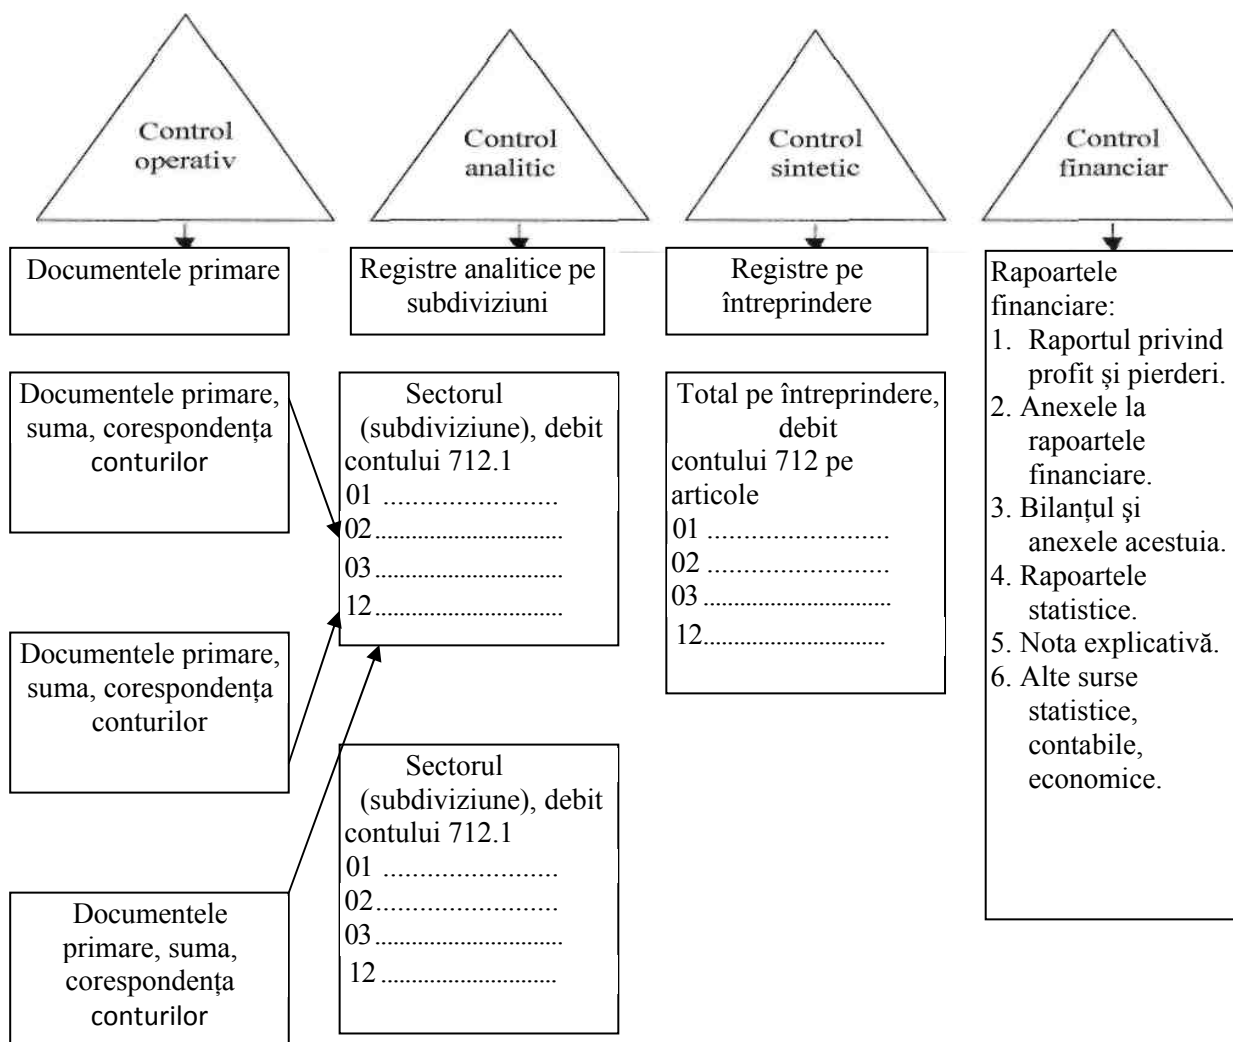 Control
operativ
Control
analitic
Control
sintetic
Control
financiar
Documentele primare
Registre analitice pe
subdiviziuni
Registre pe
întreprindere
Rapoartele
financiare:
1. Raportul privind
profit și pierderi.
2. Anexele la
rapoartele
financiare.
3. Bilanțul şi
anexele acestuia.
4. Rapoartele
statistice.
5. Nota explicativă.
6. Alte surse
statistice,
contabile,
economice.
Documentele primare,
suma, corespondența
conturilor
Sectorul
(subdiviziune), debit
contului 712.1
01 ..........................
02............................
03............................
12............................
Total pe întreprindere,
debit
contului 712 pe
articole
01 ...........................
02 ...........................
03 ............................
12...........................
Documentele primare,
suma, corespondența
conturilor
Sectorul
(subdiviziune), debit
contului 712.1
01 ..........................
02...........................
03............................
12 ..........................
Documentele
primare, suma,
corespondența
conturilor